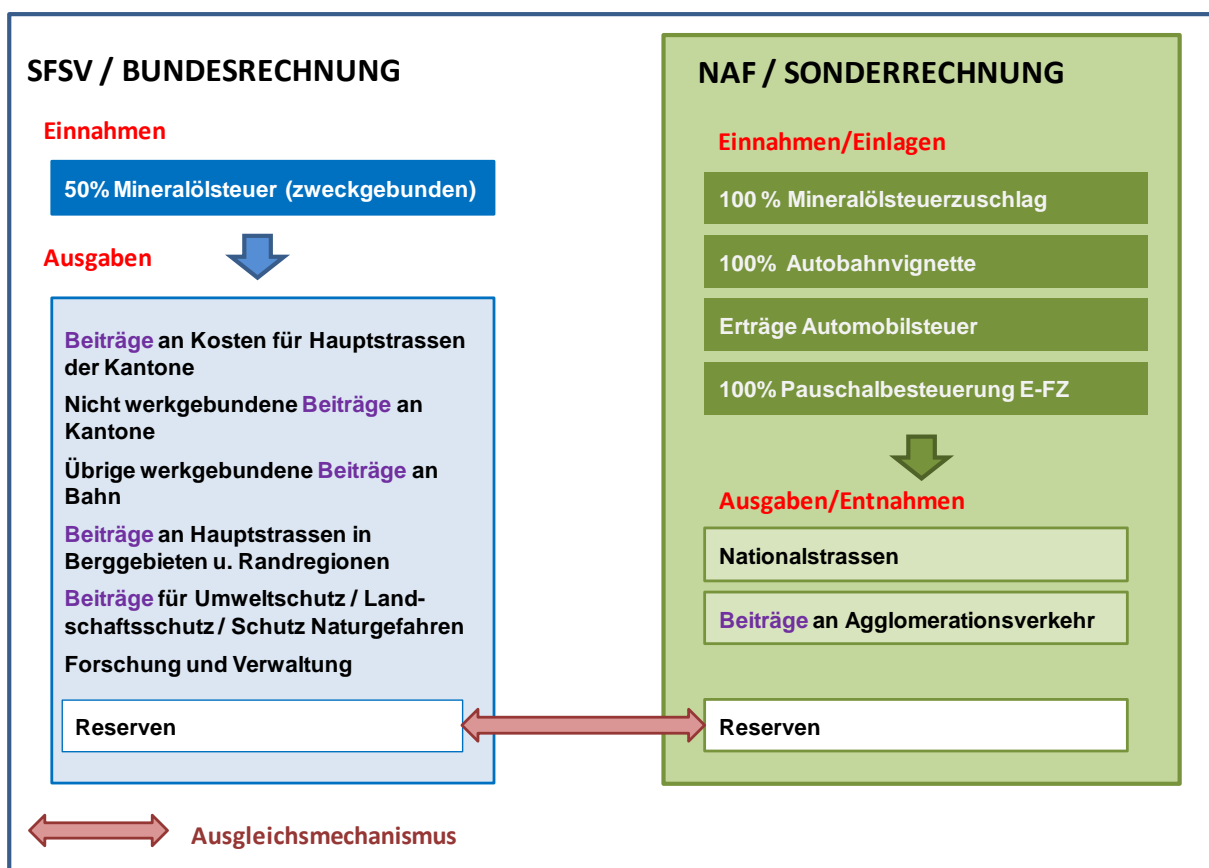 SFSV / BUNDESRECHNUNG
Einnahmen
50% Mineralölsteuer (zweckgebunden)
Ausgaben
Beiträge an Kosten für Hauptstrassen
der Kantone
Nicht werkgebundene Beiträge an
Kantone
Übrige werkgebundene Beiträge an
Bahn
Beiträge an Hauptstrassen in
Berggebieten u. Randregionen
Beiträge für Umweltschutz / Land-
schaftsschutz / Schutz Naturgefahren
Forschung und Verwaltung
Reserven
NAF / SONDERRECHNUNG
Einnahmen/Einlagen
100 % Mineralölsteuerzuschlag
100% Autobahnvignette
Erträge Automobilsteuer
100% Pauschalbesteuerung E-FZ
Ausgaben/Entnahmen
Nationalstrassen
Beiträge an Agglomerationsverkehr
Reserven
Ausgleichsmechanismus